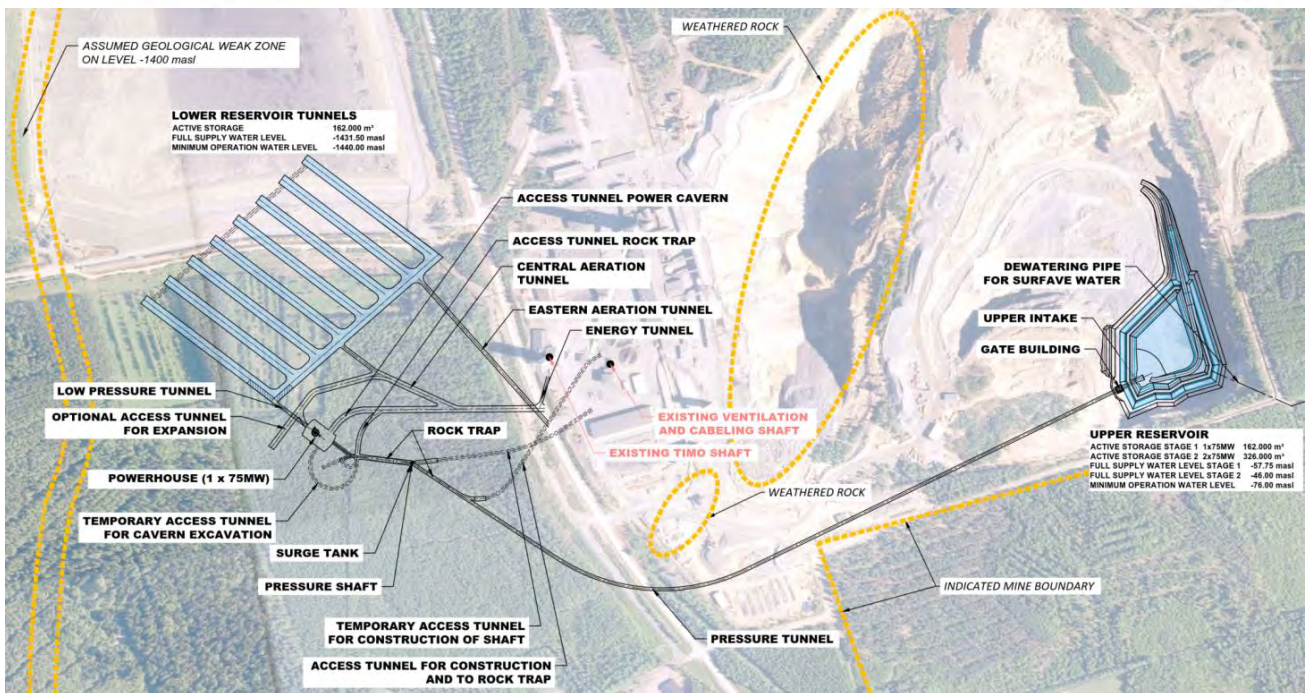 ASSUMED GEOLOGICAL WEAK ZONE
ON LEVEL -1400 masl
WEATHERED ROCK
LOWER RESERVOIR TUNNELS
ACTIVE STORAGE 162.000 m³
FULL SUPPLY WATER LEVEL -1431.50 masl
MINIMUM OPERATION WATER LEVEL -1440.00 masl
ACCESS TUNNEL POWER CAVERN
ACCESS TUNNEL ROCK TRAP
CENTRAL AERATION
TUNNEL
EASTERN AERATION TUNNEL
ENERGY TUNNEL
DEWATERING PIPE
FOR SURFAVE WATER
UPPER INTAKE
GATE BUILDING
LOW PRESSURE TUNNEL
OPTIONAL ACCESS TUNNEL
FOR EXPANSION
ROCK TRAP
EXISTING VENTILATION
AND CABELING SHAFT
EXISTING TIMO SHAFT
UPPER RESERVOIR
ACTIVE STORAGE STAGE 1 1x75MW 162.000 m³
ACTIVE STORAGE STAGE 2 2x75MW 326.000 m³
FULL SUPPLY WATER LEVEL STAGE 1 -57.75 masl
FULL SUPPLY WATER LEVEL STAGE 2 -46.00 masl
MINIMUM OPERATION WATER LEVEL -76.00 masl
POWERHOUSE (1 x 75MW)
WEATHERED ROCK
TEMPORARY ACCESS TUNNEL
FOR CAVERN EXCAVATION
SURGE TANK
PRESSURE SHAFT
INDICATED MINE BOUNDARY
TEMPORARY ACCESS TUNNEL
FOR CONSTRUCTION OF SHAFT
PRESSURE TUNNEL
ACCESS TUNNEL FOR CONSTRUCTION
AND TO ROCK TRAP